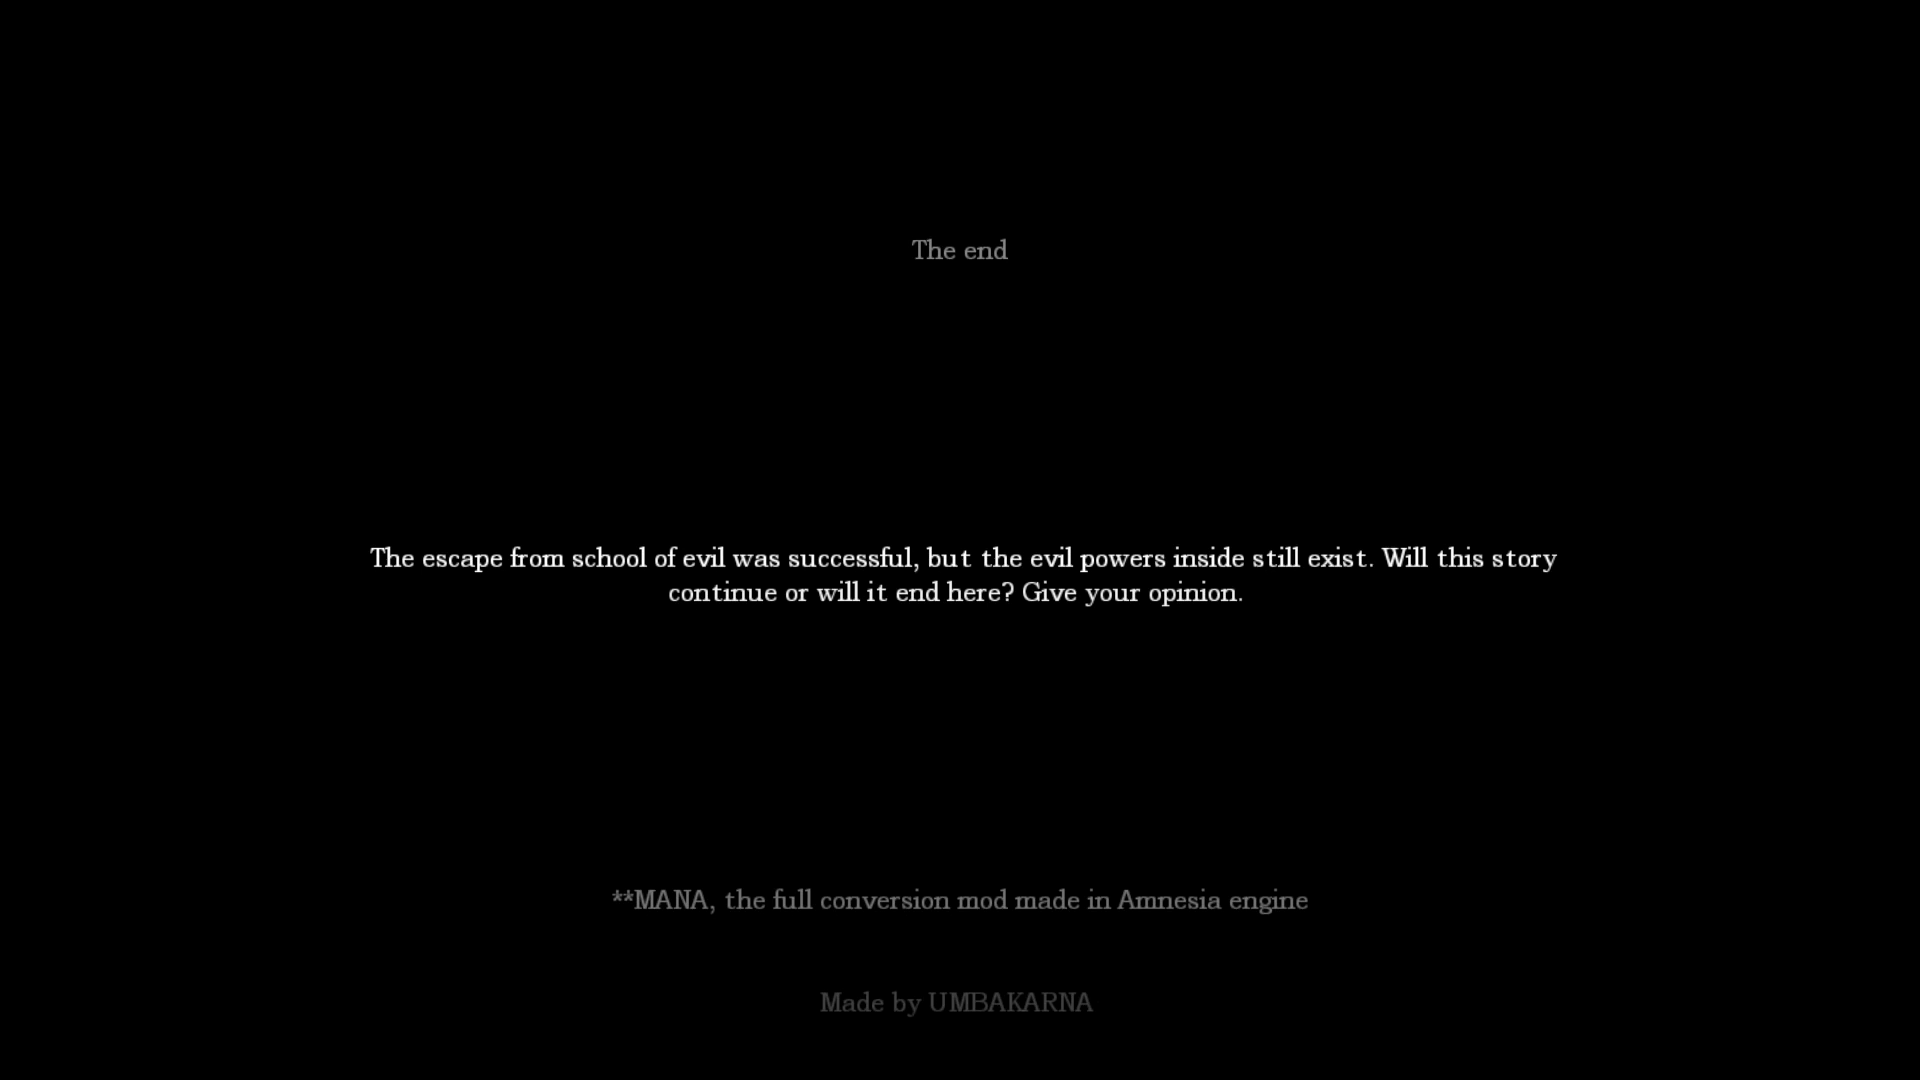 The end
The escape from school of evil was successful, but the evil powers inside still exist. Will this story
continue or will it end here? Give your opinion.
**MANA, the full conversion mod made in Amnesia engine
Made by UMBAKARNA